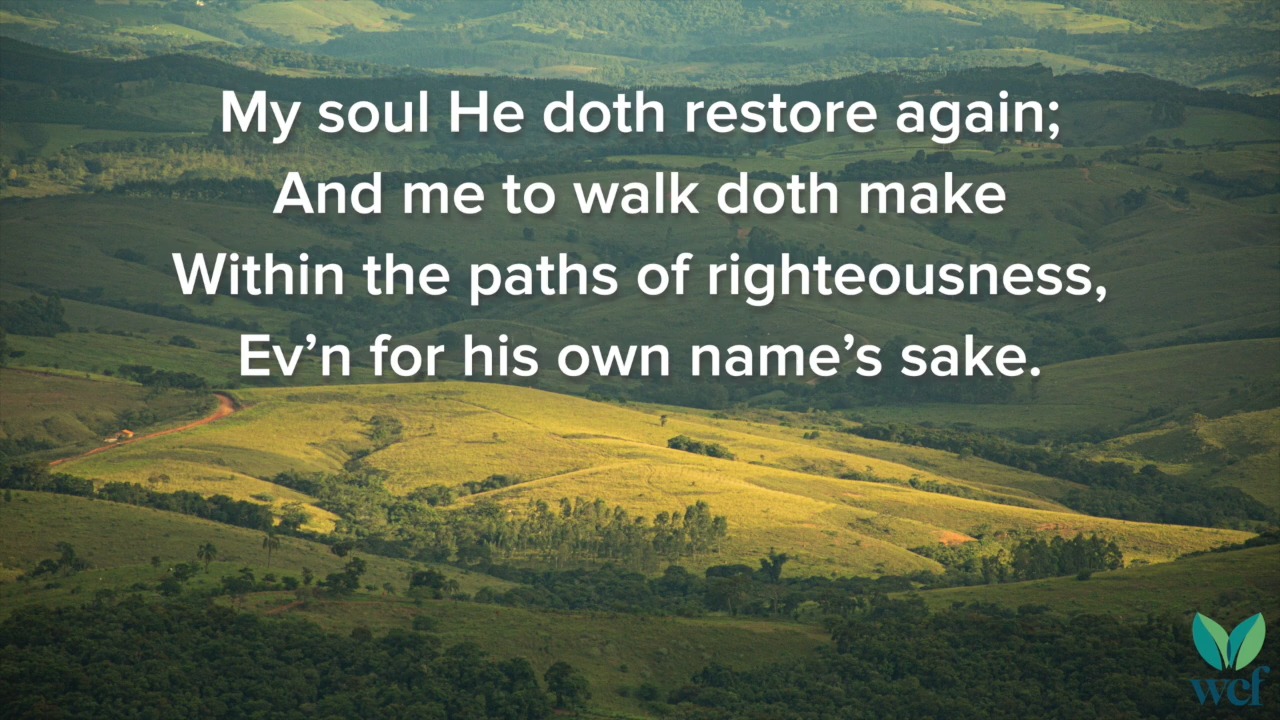 My soul He doth restore again;
And me to walk doth make
Within the paths of righteousness,
Ev’n for his own name’s sake.
wcf